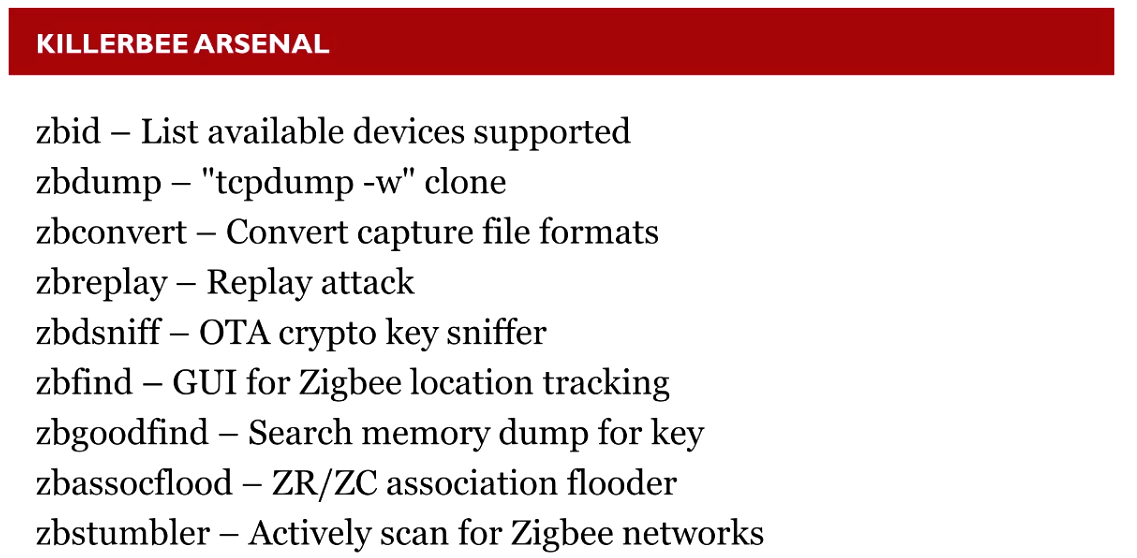 KILLERBEE ARSENAL
zbid – List available devices supported
zbdump – "tcpdump -w" clone
zbconvert – Convert capture file formats
zbreplay – Replay attack
zbdsniff – OTA crypto key sniffer
zbfind – GUI for Zigbee location tracking
zbgoodfind – Search memory dump for key
zbassocflood – ZR/ZC association flooder
zbstumbler – Actively scan for Zigbee networks